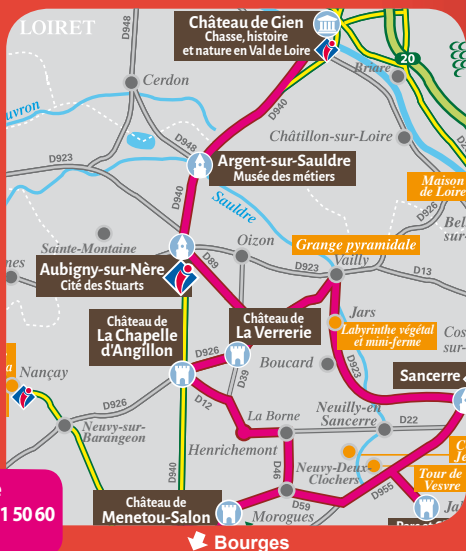 LOIRET
D948
Château de Gien
Chasse, histoire
et nature en Val de Loire
20
Briare
Cerdon
D940
Châtillon-sur-Loire
D948
D923
Argent-sur-Sauldre
Musée des métiers
Maison
de Loire
D940
Sauldre
D926
Sainte-Montaine
Oizon
Grange pyramidale
Vailly
D923
D13
D89
Aubigny-sur-Nère
Cité des Stuarts
Château de
La Chapelle
d'Angillon
Château de
La Verrerie
Jars
Labyrinthe végétal
et mini-ferme
D926
D923
Boucard
Sancerre
Nançay
D39
D12
D926
La Borne
Neuilly-en
Sancerre
D22
Neuvy-sur-
Barangeon
Henrichemont
D46
Neuvy-Deux-
Clochers
Tour de
Vesvre
D940
D955
1 50 60
Château de
Menetou-Salon
D59
Morogues
Bourges